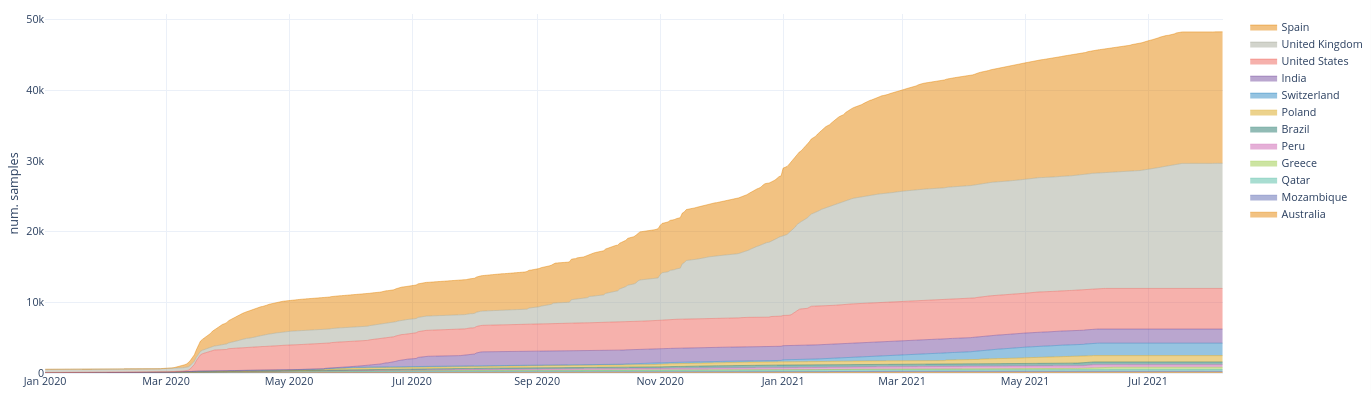 50k
40k
30k
20k
10k
0
num. samples
Jan 2020
Mar 2020
May 2020
Jul 2020
Sep 2020
Nov 2020
Jan 2021
Mar 2021
May 2021
Jul 2021
Spain
United Kingdom
United States
India
Switzerland
Poland
Brazil
Peru
Greece
Qatar
Mozambique
Australia